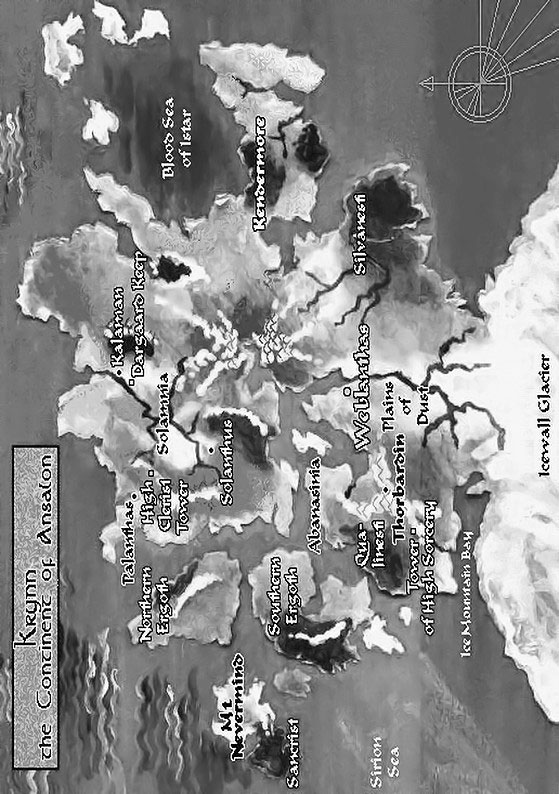 Krynn
the Continent of Ansalon
Palanthas
High
Clerist
Tower
Kalaman
Dargaard Keep
Solamnia
Solanthus
Northern
Ergoth
Southern
Ergoth
Mt
Nevermind
Sancrist
Sirion
Sea
Abanasinia
Qua-
linesti
Thorbardin
Tower
of High Sorcery
Ice Mountain Bay
Plains
of
Dust
Silvanesti
Kendermore
Blood Sea
of Istar
Icewall Glacier